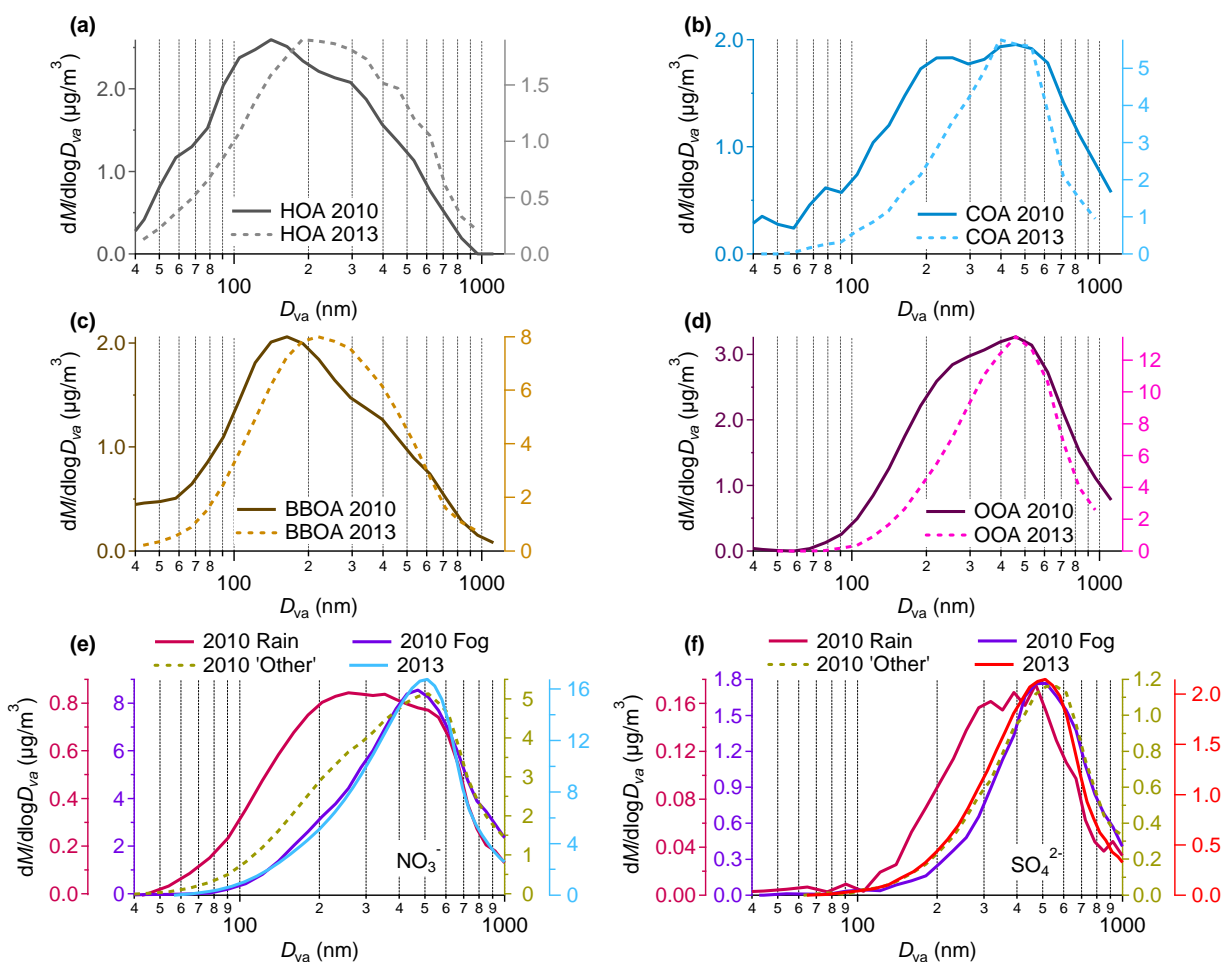 (a)
dM/dlogDva (µg/m³)
2.0
1.0
0.0
1.5
1.0
0.5
0.0
HOA 2010
HOA 2013
4 5 6 7 8 100 2 3 4 5 6 7 8 1000
Dva (nm)
(b)
dM/dlogDva (µg/m³)
2.0
1.0
0.0
5
4
3
2
1
0
COA 2010
COA 2013
4 5 6 7 8 100 2 3 4 5 6 7 8 1000
Dva (nm)
(c)
dM/dlogDva (µg/m³)
2.0
1.0
0.0
8
6
4
2
0
BBOA 2010
BBOA 2013
4 5 6 7 8 100 2 3 4 5 6 7 8 1000
Dva (nm)
(d)
dM/dlogDva (µg/m³)
3.0
2.0
1.0
0.0
12
10
8
6
4
2
0
OOA 2010
OOA 2013
4 5 6 7 8 100 2 3 4 5 6 7 8 1000
Dva (nm)
(e)
2010 Rain 2010 Fog
2010 'Other' 2013
dM/dlogDva (µg/m³)
0.8
0.6
0.4
0.2
0.0
8
6
4
2
0
5
4
3
2
1
0
16
12
8
4
0
NO₃⁻
4 5 6 7 8 9 100 2 3 4 5 6 7 8 9 1000
Dva (nm)
(f)
2010 Rain 2010 Fog
2010 'Other' 2013
dM/dlogDva (µg/m³)
0.16
0.12
0.08
0.04
0.00
1.8
1.5
1.2
0.9
0.6
0.3
0.0
1.2
1.0
0.8
0.6
0.4
0.2
0.0
2.0
1.5
1.0
0.5
0.0
SO₄²⁻
4 5 6 7 8 9 100 2 3 4 5 6 7 8 9 1000
Dva (nm)